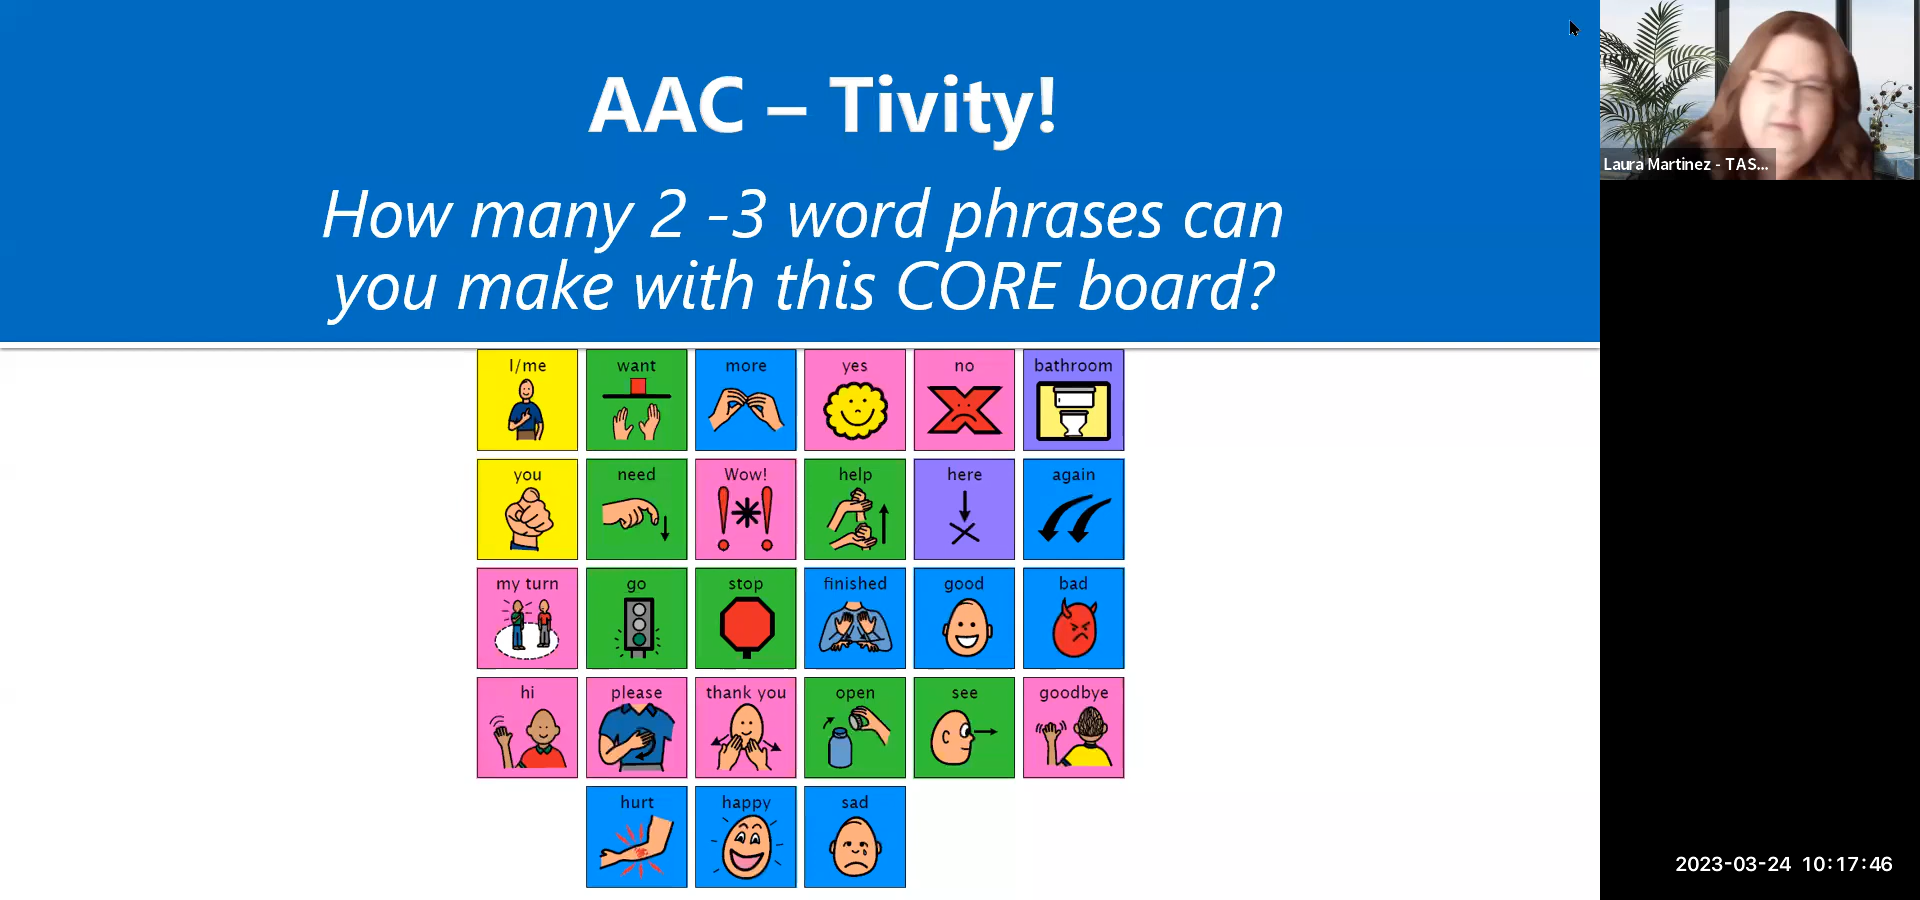 AAC – Tivity!
How many 2 -3 word phrases can
you make with this CORE board?
I/me want more yes no bathroom
you need Wow! help here again
my turn go stop finished good bad
hi please thank you open see goodbye
hurt happy sad
Laura Martinez - TAS...
2023-03-24 10:17:46